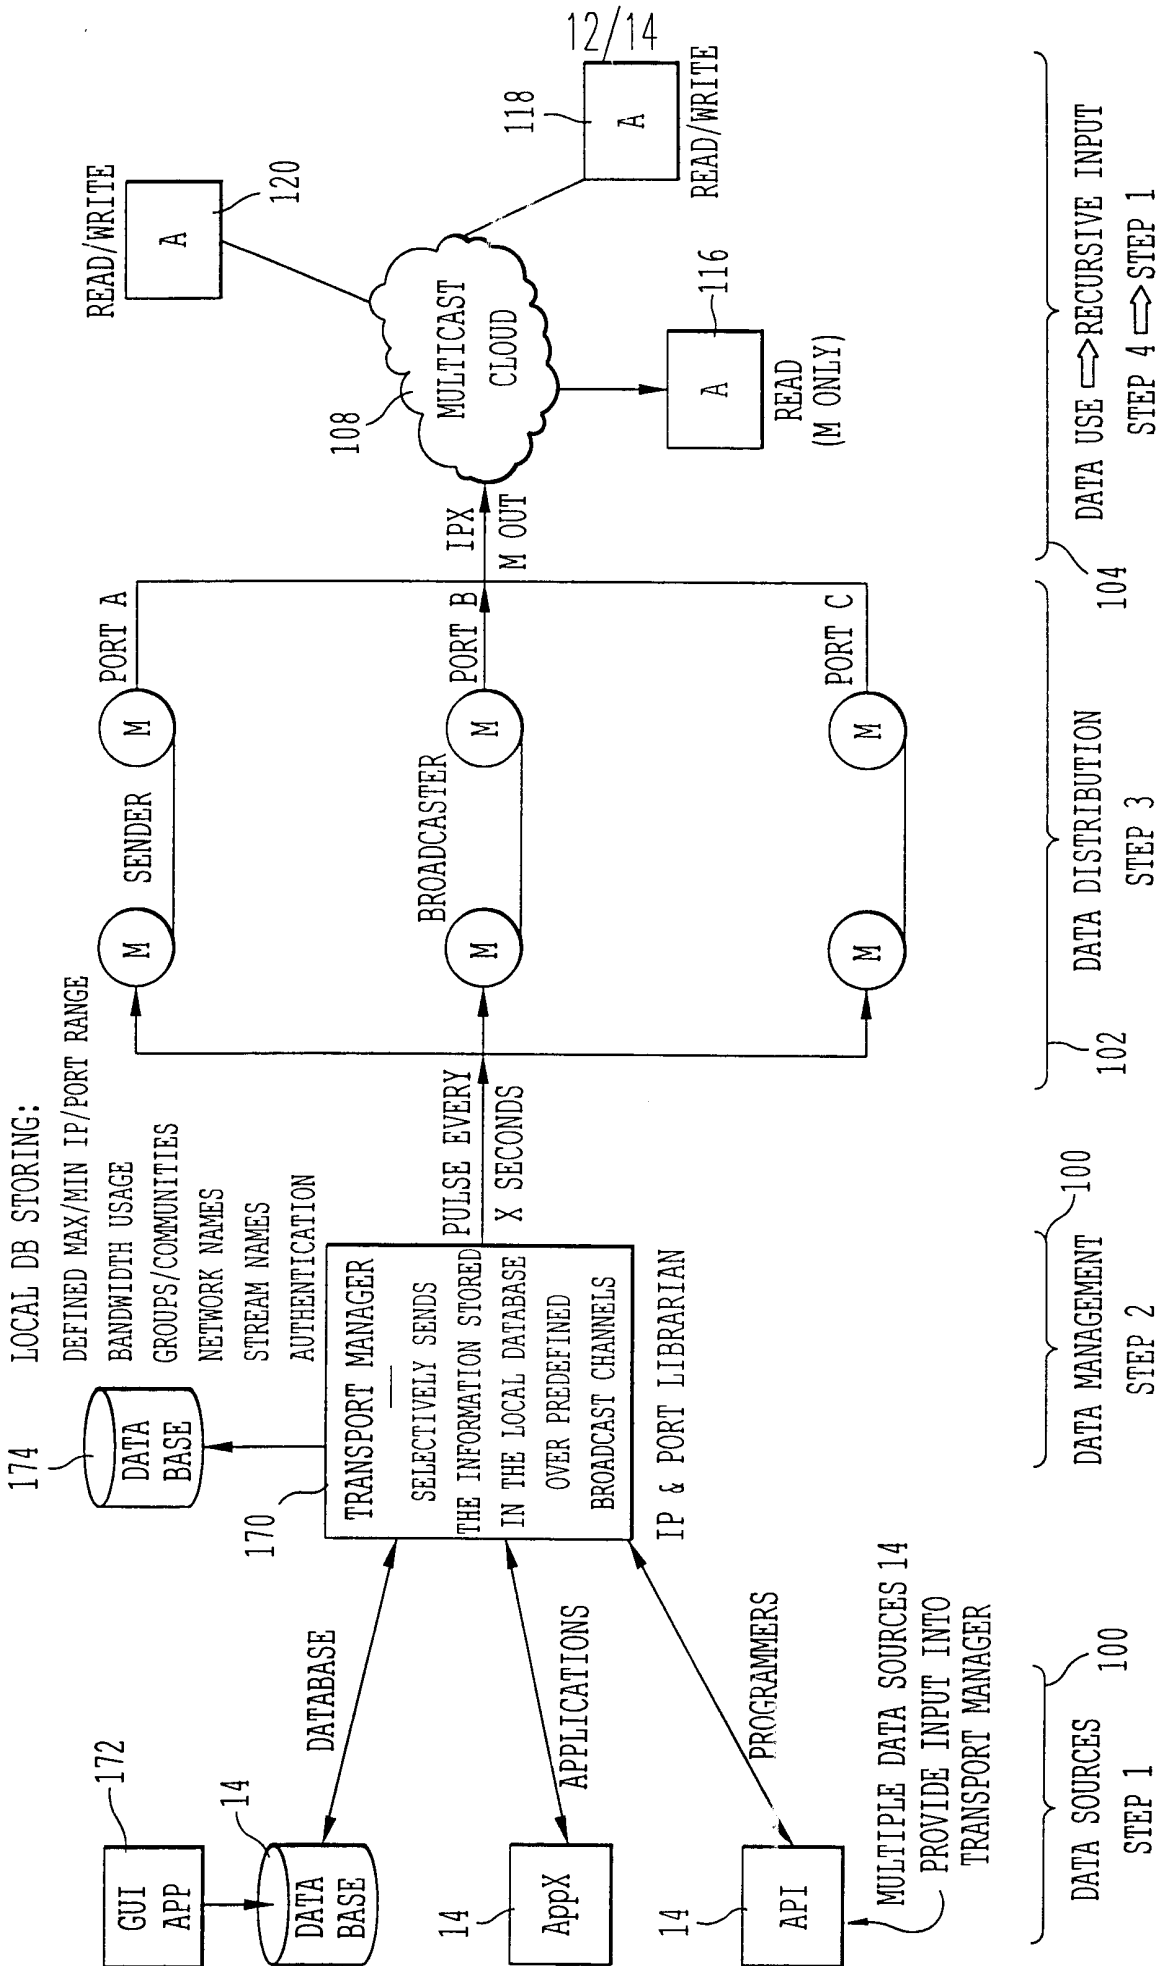 GUI
APP
172
14
DATA
BASE
DATABASE
14
AppX
APPLICATIONS
14
API
PROGRAMMERS
MULTIPLE DATA SOURCES 14
PROVIDE INPUT INTO
TRANSPORT MANAGER
DATA SOURCES
STEP 1
100
174
DATA
BASE
LOCAL DB STORING:
DEFINED MAX/MIN IP/PORT RANGE
BANDWIDTH USAGE
GROUPS/COMMUNITIES
NETWORK NAMES
STREAM NAMES
AUTHENTICATION
170
TRANSPORT MANAGER
SELECTIVELY SENDS
THE INFORMATION STORED
IN THE LOCAL DATABASE
OVER PREDEFINED
BROADCAST CHANNELS
IP & PORT LIBRARIAN
DATA MANAGEMENT
STEP 2
100
PULSE EVERY
X SECONDS
M
SENDER
M
PORT A
M
BROADCASTER
M
PORT B
M
M
PORT C
DATA DISTRIBUTION
STEP 3
102
IPX
M OUT
108
MULTICAST
CLOUD
READ/WRITE
A
120
12/14
118
A
READ/WRITE
116
A
READ
(M ONLY)
104
DATA USE ⇨ RECURSIVE INPUT
STEP 4 ⇨ STEP 1